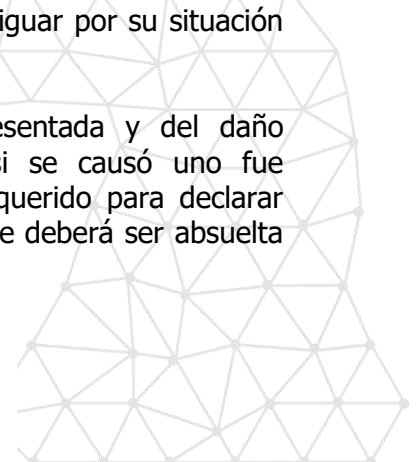 iguar por su situación
esentada y del daño
si se causó uno fue
querido para declarar
e deberá ser absuelta